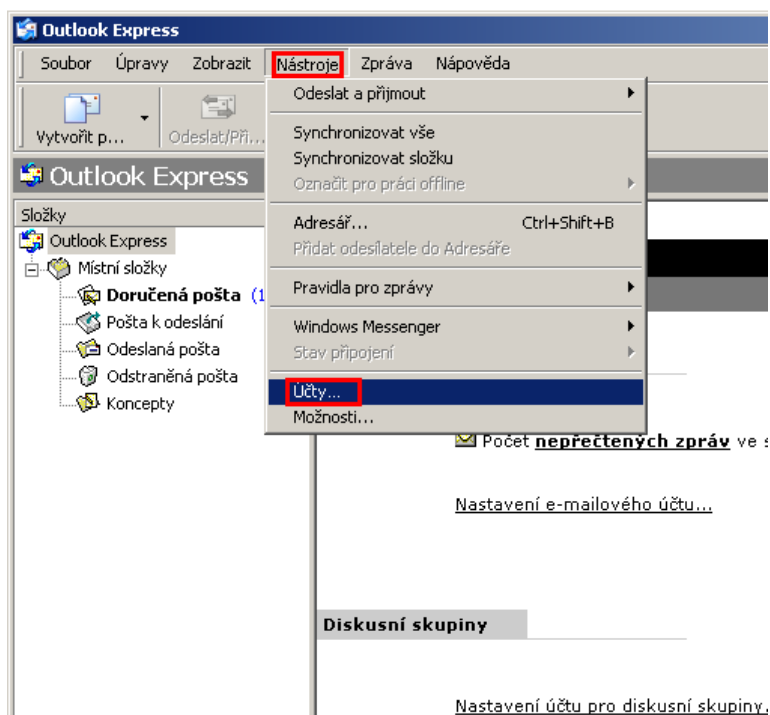 Outlook Express
Soubor Úpravy Zobrazit Nástroje Zpráva Nápověda
Vytvořit p... Odeslat/Při...
Outlook Express
Odeslat a přijmout
Synchronizovat vše
Synchronizovat složku
Označit pro práci offline
Adresář... Ctrl+Shift+B
Přidat odesílatele do Adresáře
Pravidla pro zprávy
Windows Messenger
Stav připojení
Účty...
Možnosti...
Složky
Outlook Express
Místní složky
Doručená pošta (1
Pošta k odeslání
Odeslaná pošta
Odstraněná pošta
Koncepty
Počet nepřečtených zpráv ve
Nastavení e-mailového účtu...
Diskusní skupiny
Nastavení účtu pro diskusní skupiny.